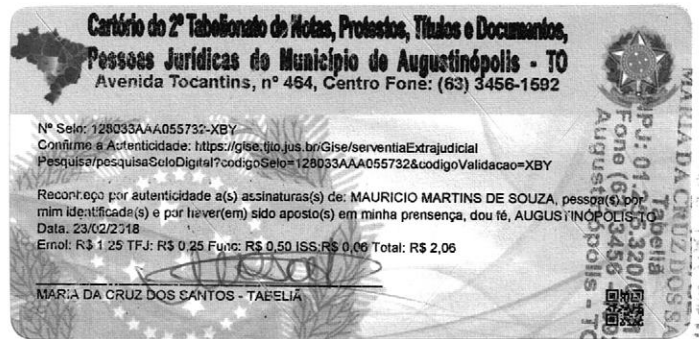 Cartório do 2º Tabelionato de Notas, Protestos, Títulos e Documentos,
Pessoas Jurídicas do Município de Augustinópolis - TO
Avenida Tocantins, nº 464, Centro Fone: (63) 3456-1592
Nº Selo: 128033AAA055732-XBY
Confirme a Autenticidade: https://gise.tjto.jus.br/Gise/serventiaExtrajudicial
Pesquisa/pesquisaSeloDigital?codigoSelo=128033AAA055732&codigoValidacao=XBY
Reconheço por autenticidade a(s) assinaturas(s) de: MAURICIO MARTINS DE SOUZA, pessoa(s) por
mim identificada(s) e por haver(em) sido aposto(s) em minha prensença, dou fé, AUGUSTINÓPOLIS-TO
Data. 23/02/2018
Emol: R$ 1,25 TFJ: R$ 0,25 Func: R$ 0,50 ISS: R$ 0,06 Total: R$ 2,06
MARIA DA CRUZ DOS SANTOS - TABELIÃ
MARIA DA CRUZ DOS
Tabeliã
Fone (63) 3456
Augustinópolis - TO